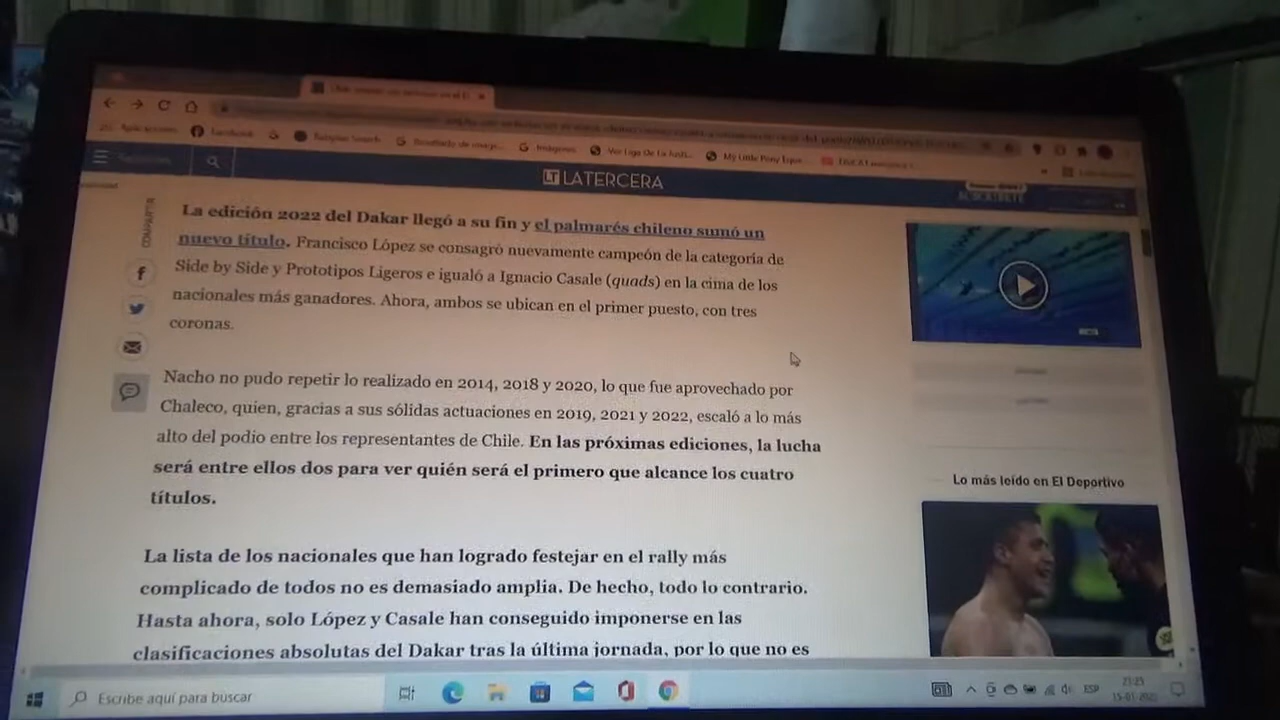 Facebook
Imágenes
My Little Pony Eque...
LT LATERCERA
SUSCRÍBETE
COMPARTIR
La edición 2022 del Dakar llegó a su fin y el palmarés chileno sumó un
nuevo título. Francisco López se consagró nuevamente campeón de la categoría de
Side by Side y Prototipos Ligeros e igualó a Ignacio Casale (quads) en la cima de los
nacionales más ganadores. Ahora, ambos se ubican en el primer puesto, con tres
coronas.
Nacho no pudo repetir lo realizado en 2014, 2018 y 2020, lo que fue aprovechado por
Chaleco, quien, gracias a sus sólidas actuaciones en 2019, 2021 y 2022, escaló a lo más
alto del podio entre los representantes de Chile. En las próximas ediciones, la lucha
será entre ellos dos para ver quién será el primero que alcance los cuatro
títulos.
La lista de los nacionales que han logrado festejar en el rally más
complicado de todos no es demasiado amplia. De hecho, todo lo contrario.
Hasta ahora, solo López y Casale han conseguido imponerse en las
clasificaciones absolutas del Dakar tras la última jornada, por lo que no es
Lo más leído en El Deportivo
Escribe aquí para buscar
ESP